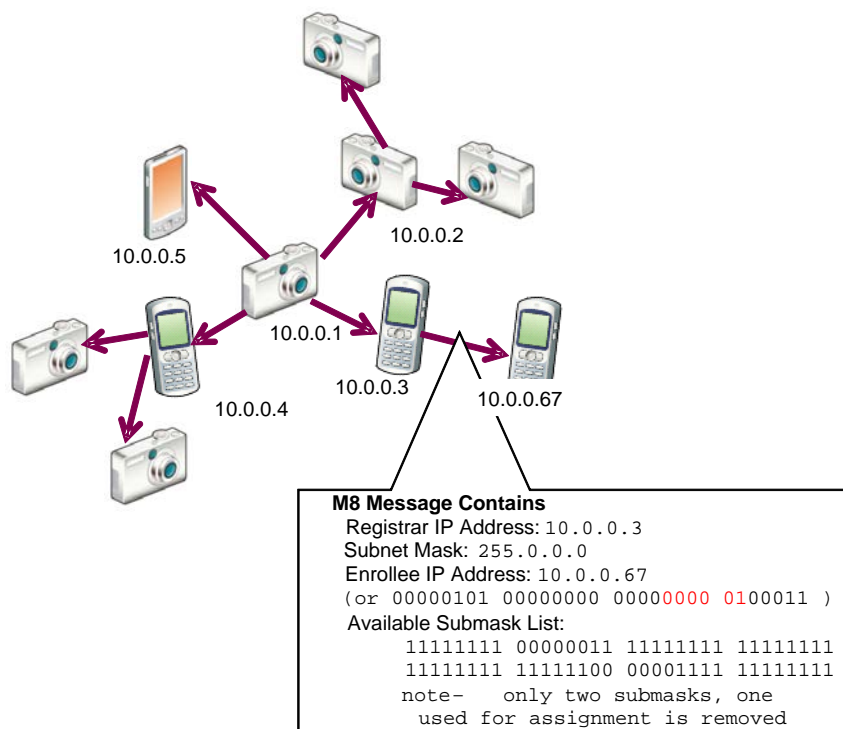 10.0.0.2
10.0.0.5
10.0.0.1
10.0.0.3
10.0.0.67
10.0.0.4
M8 Message Contains
Registrar IP Address: 10.0.0.3
Subnet Mask: 255.0.0.0
Enrollee IP Address: 10.0.0.67
(or 00000101 00000000 00000000 0100011 )
Available Submask List:
11111111 00000011 11111111 11111111
11111111 11111100 00001111 11111111
note- only two submasks, one
used for assignment is removed